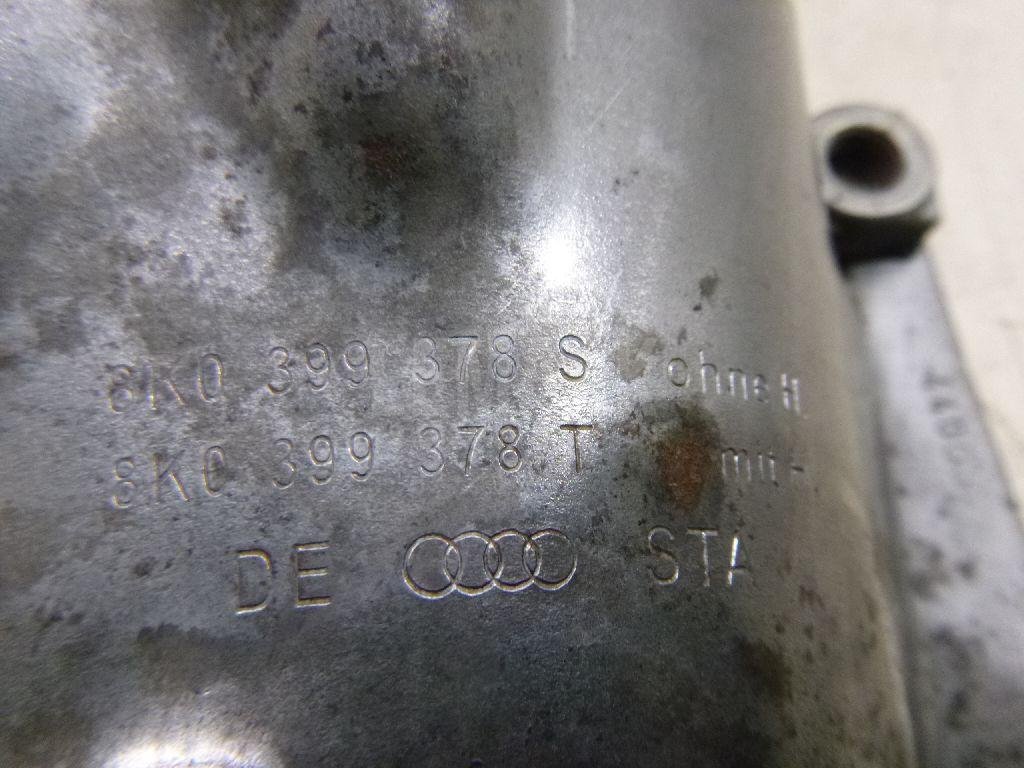 8K0 399 378 S ohne H.
8K0 399 378 T mit
DE STA